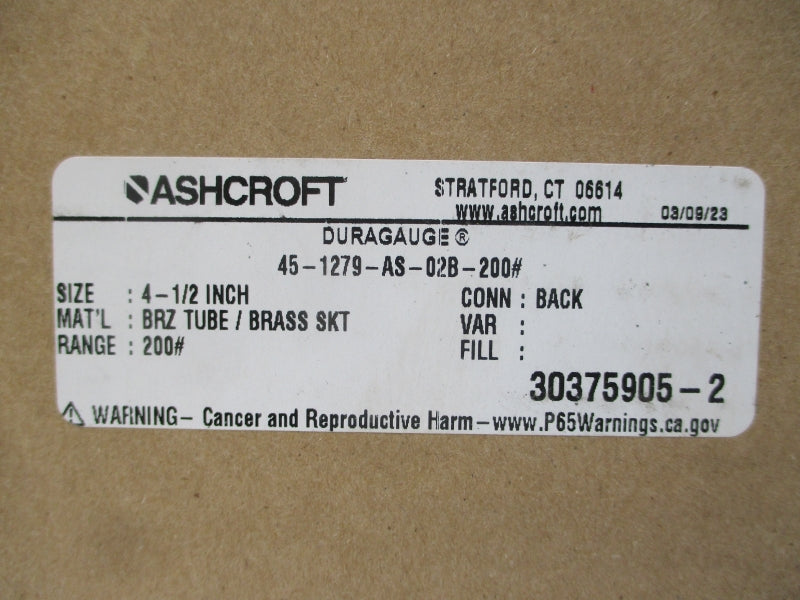 ASHCROFT STRATFORD, CT 06614
www.ashcroft.com 03/09/23
DURAGAUGE®
45-1279-AS-02B-200#
SIZE : 4-1/2 INCH CONN : BACK
MAT'L : BRZ TUBE / BRASS SKT VAR :
RANGE : 200# FILL :
30375905-2
⚠ WARNING- Cancer and Reproductive Harm-www.P65Warnings.ca.gov